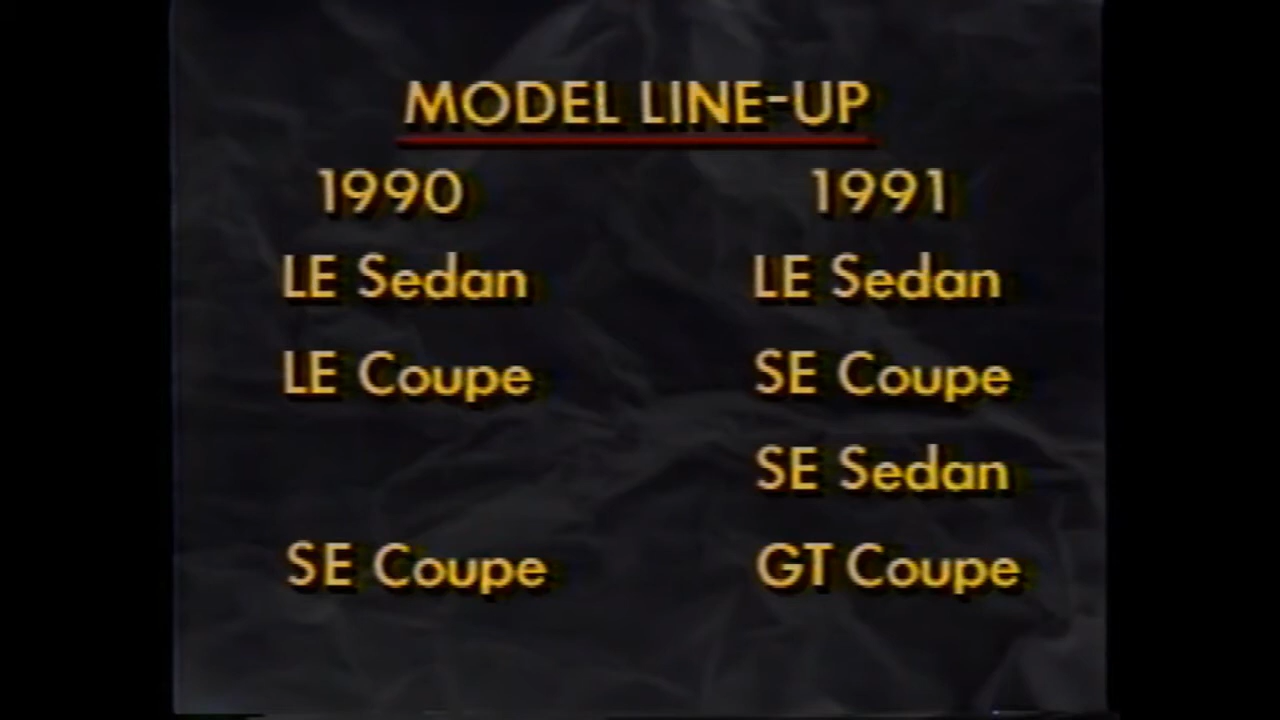 MODEL LINE-UP
1990 1991
LE Sedan LE Sedan
LE Coupe SE Coupe
SE Sedan
SE Coupe GT Coupe